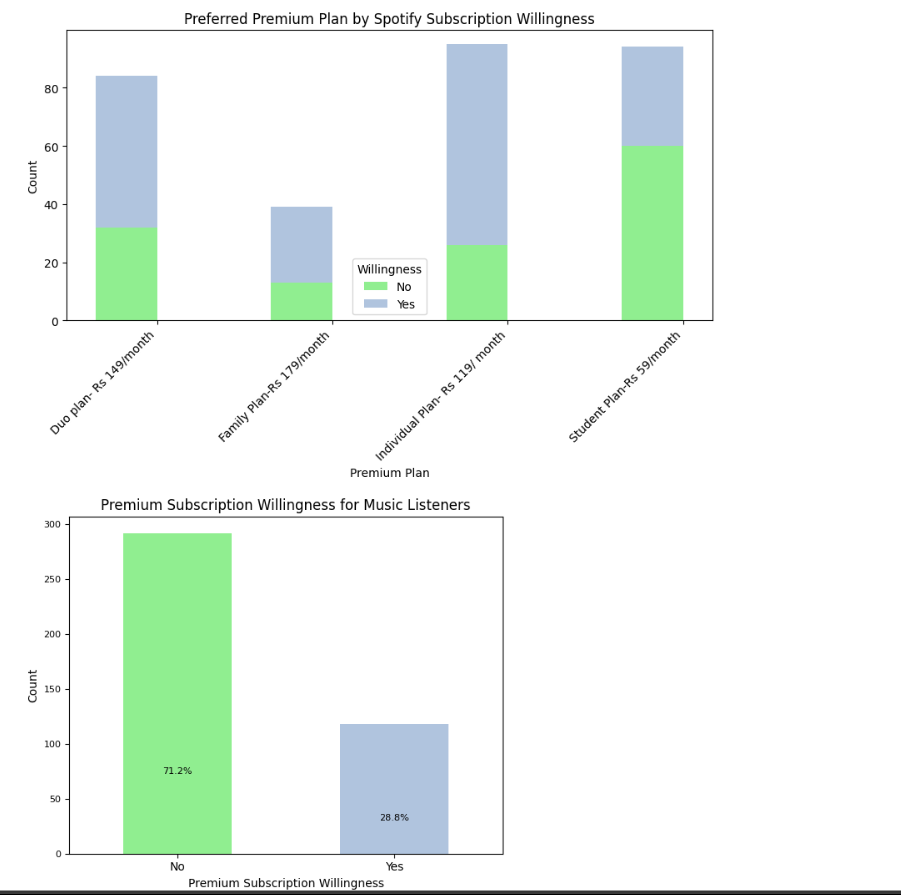 Preferred Premium Plan by Spotify Subscription Willingness
Count
80
60
40
20
0
Willingness
No
Yes
Duo plan- Rs 149/month
Family Plan-Rs 179/month
Individual Plan- Rs 119/ month
Student Plan-Rs 59/month
Premium Plan
Premium Subscription Willingness for Music Listeners
Count
300
250
200
150
100
50
0
71.2%
28.8%
No
Yes
Premium Subscription Willingness